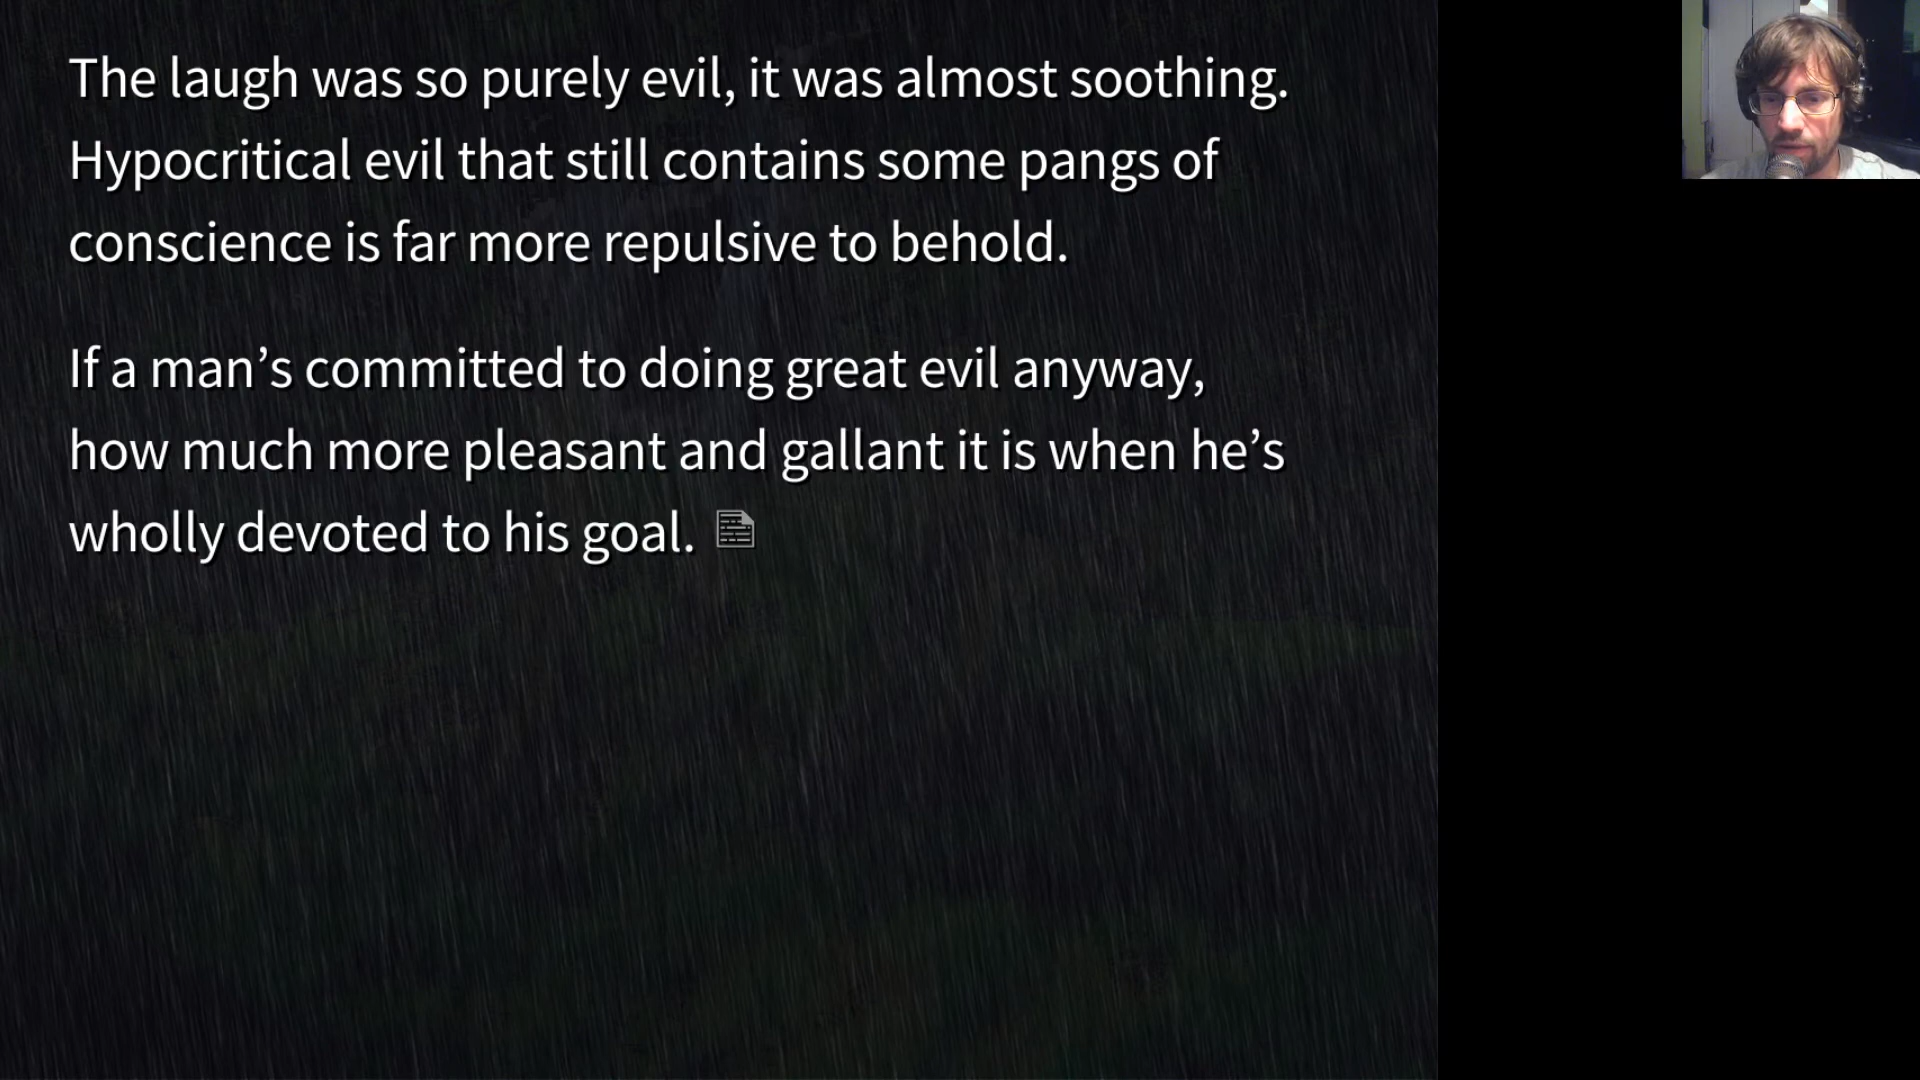 The laugh was so purely evil, it was almost soothing.
Hypocritical evil that still contains some pangs of
conscience is far more repulsive to behold.
If a man’s committed to doing great evil anyway,
how much more pleasant and gallant it is when he’s
wholly devoted to his goal.